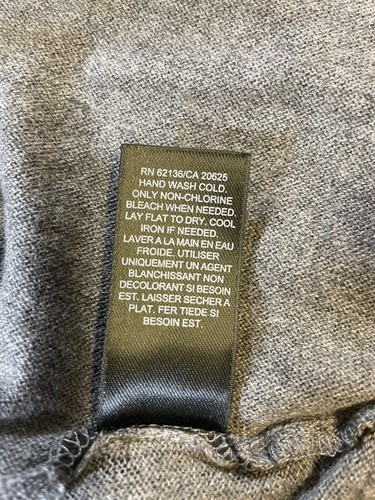 RN 62136/CA 20625
HAND WASH COLD.
ONLY NON-CHLORINE
BLEACH WHEN NEEDED.
LAY FLAT TO DRY. COOL
IRON IF NEEDED.
LAVER A LA MAIN EN EAU
FROIDE. UTILISER
UNIQUEMENT UN AGENT
BLANCHISSANT NON
DECOLORANT SI BESOIN
EST. LAISSER SECHER A
PLAT. FER TIEDE SI
BESOIN EST.